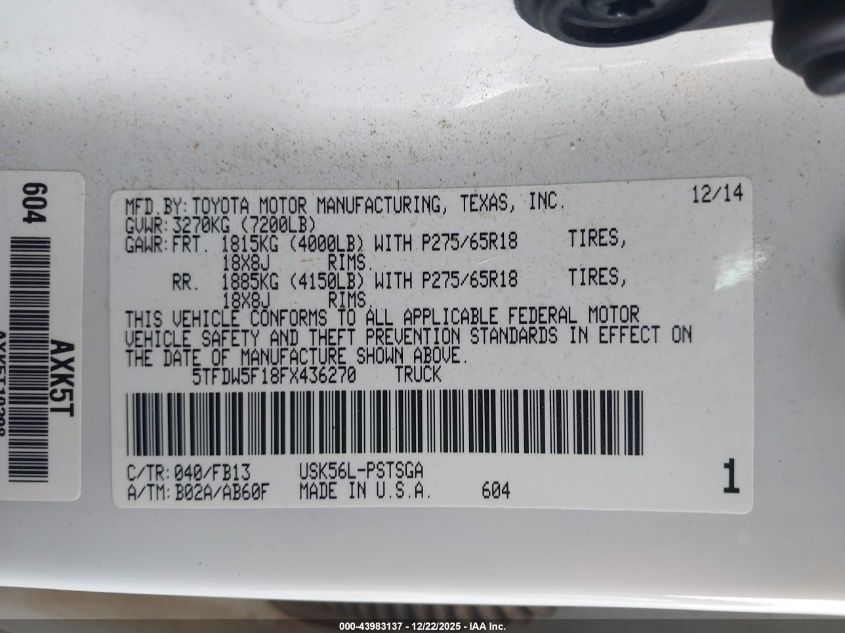 MFD.BY:TOYOTA MOTOR MANUFACTURING, TEXAS, INC. 12/14
GVWR:3270KG (7200LB)
GAWR:FRT. 1815KG (4000LB) WITH P275/65R18 TIRES,
18X8J RIMS.
RR. 1885KG (4150LB) WITH P275/65R18 TIRES,
18X8J RIMS.
THIS VEHICLE CONFORMS TO ALL APPLICABLE FEDERAL MOTOR
VEHICLE SAFETY AND THEFT PREVENTION STANDARDS IN EFFECT ON
THE DATE OF MANUFACTURE SHOWN ABOVE.
5TFDW5F18FX436270 TRUCK
C/TR:040/FB13 USK56L-PSTSGA
A/TM:B02A/AB60F MADE IN U.S.A. 604
1
604
AXK5T
000-43983137 - 12/22/2025 - IAA Inc.